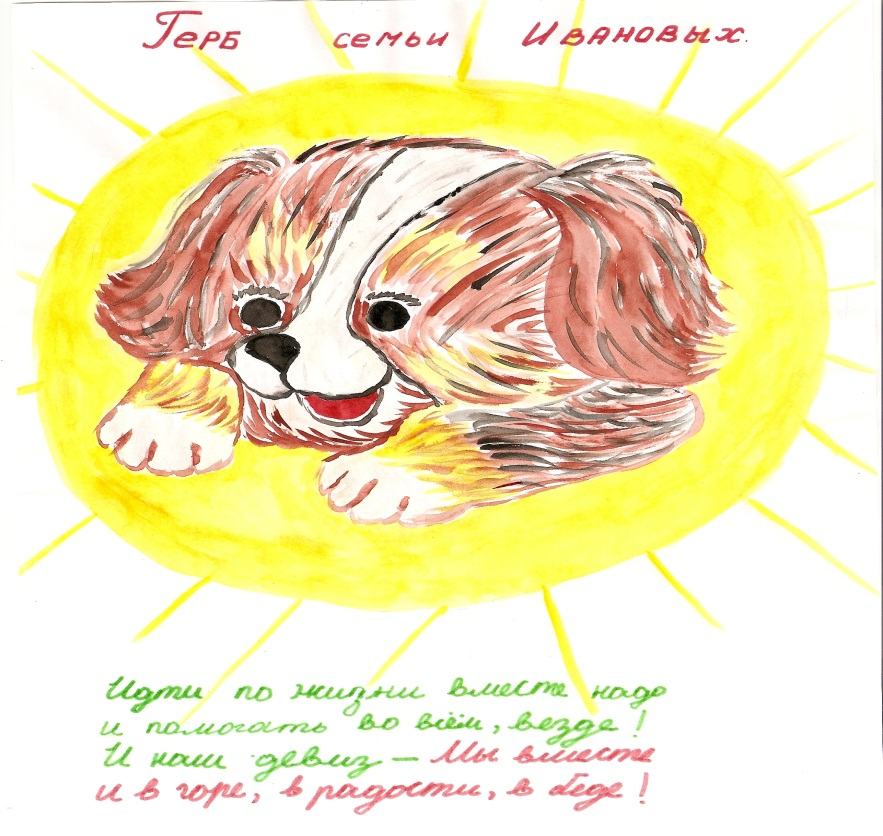 Герб семьи Ивановых.
Идти по жизни вместе надо
и помогать во всём, везде!
И наш девиз – Мы вместе
и в горе, в радости, в беде!